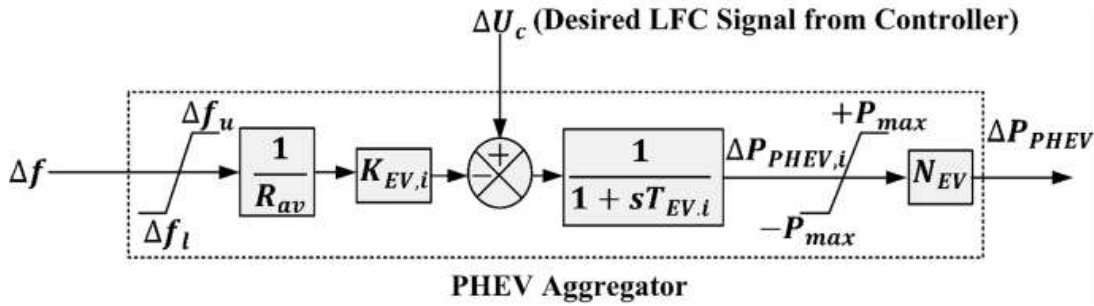 ΔU_c (Desired LFC Signal from Controller)
Δf
Δf_u
Δf_l
1
R_av
K_EV,i
+
−
1
1 + sT_EV.i
ΔP_PHEV,i
+P_max
−P_max
N_EV
ΔP_PHEV
PHEV Aggregator